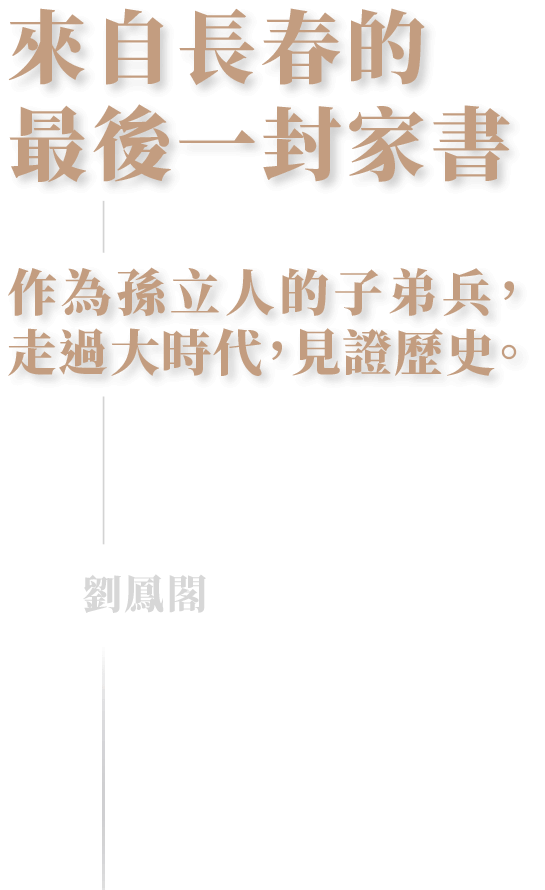 來自長春的
最後一封家書
作為孫立人的子弟兵，
走過大時代，見證歷史。
劉鳳閣